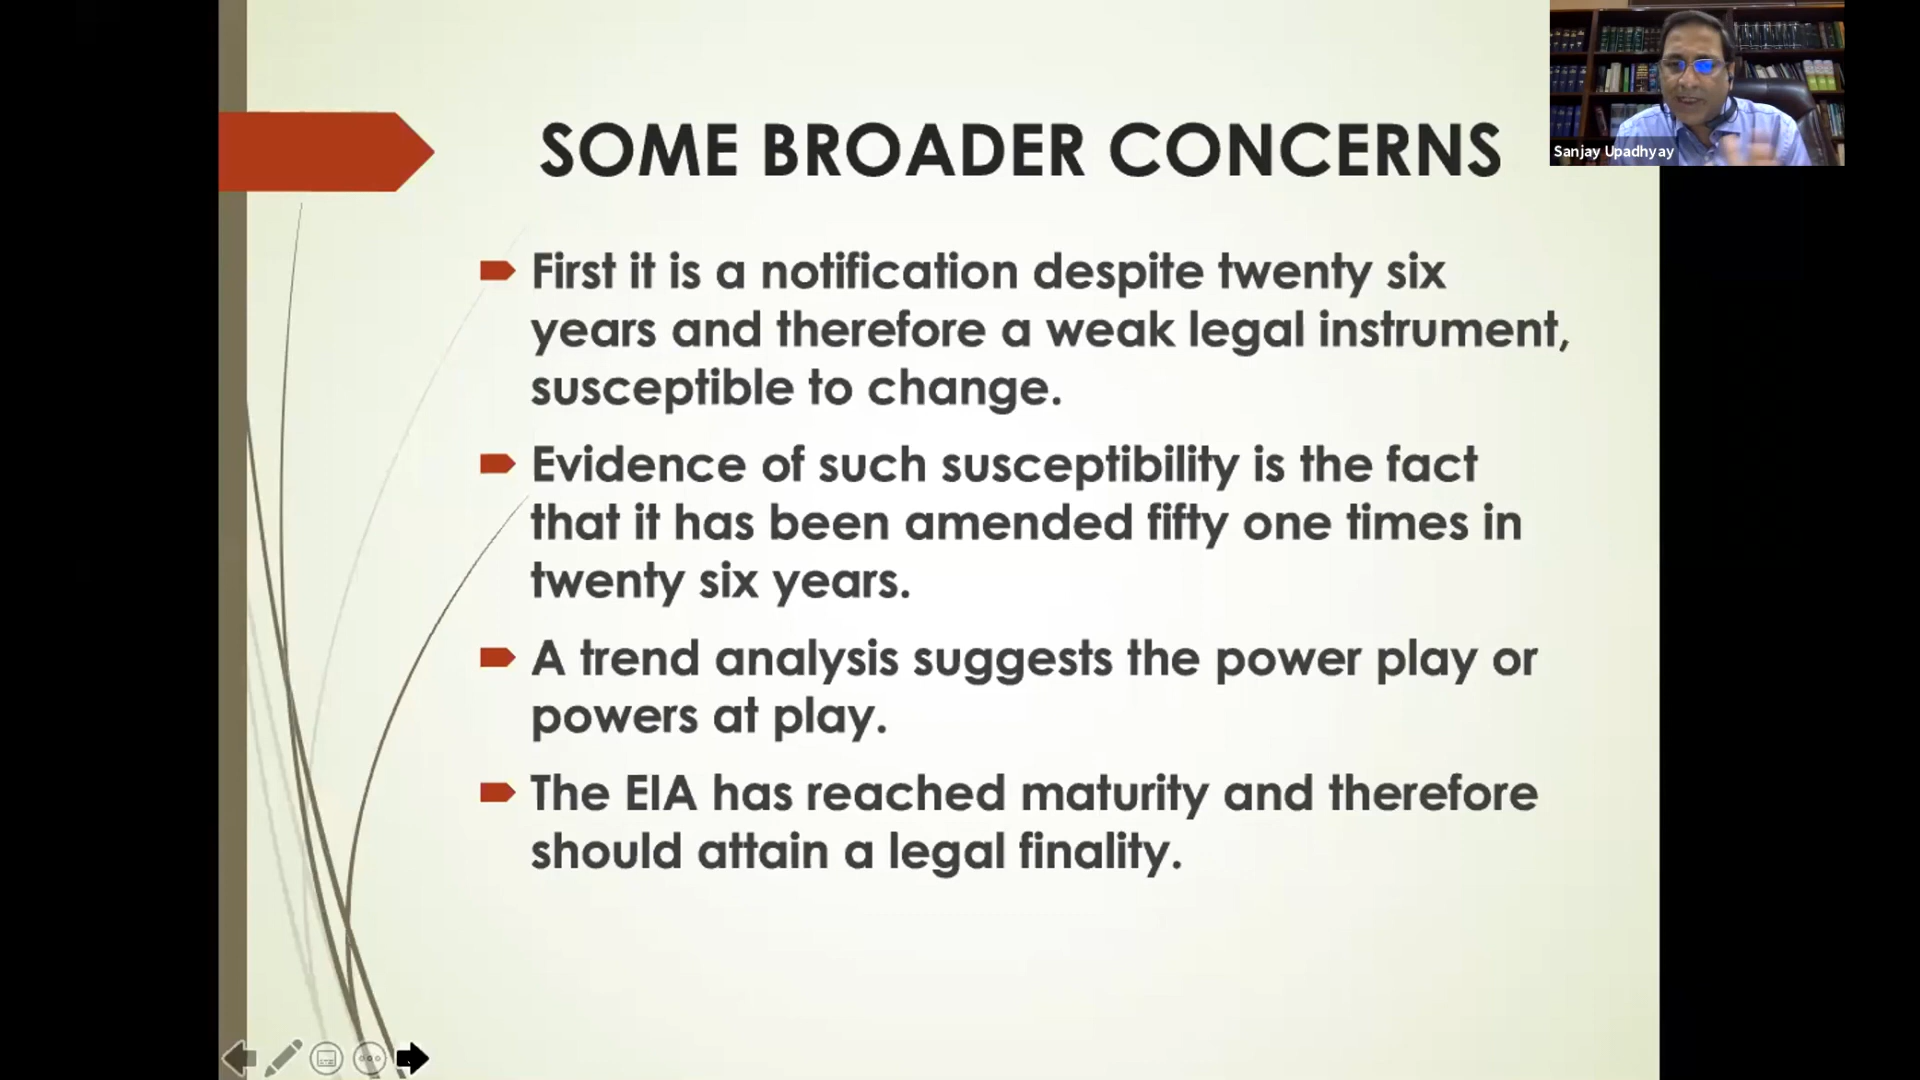 SOME BROADER CONCERNS
Sanjay Upadhyay
First it is a notification despite twenty six
years and therefore a weak legal instrument,
susceptible to change.
Evidence of such susceptibility is the fact
that it has been amended fifty one times in
twenty six years.
A trend analysis suggests the power play or
powers at play.
The EIA has reached maturity and therefore
should attain a legal finality.